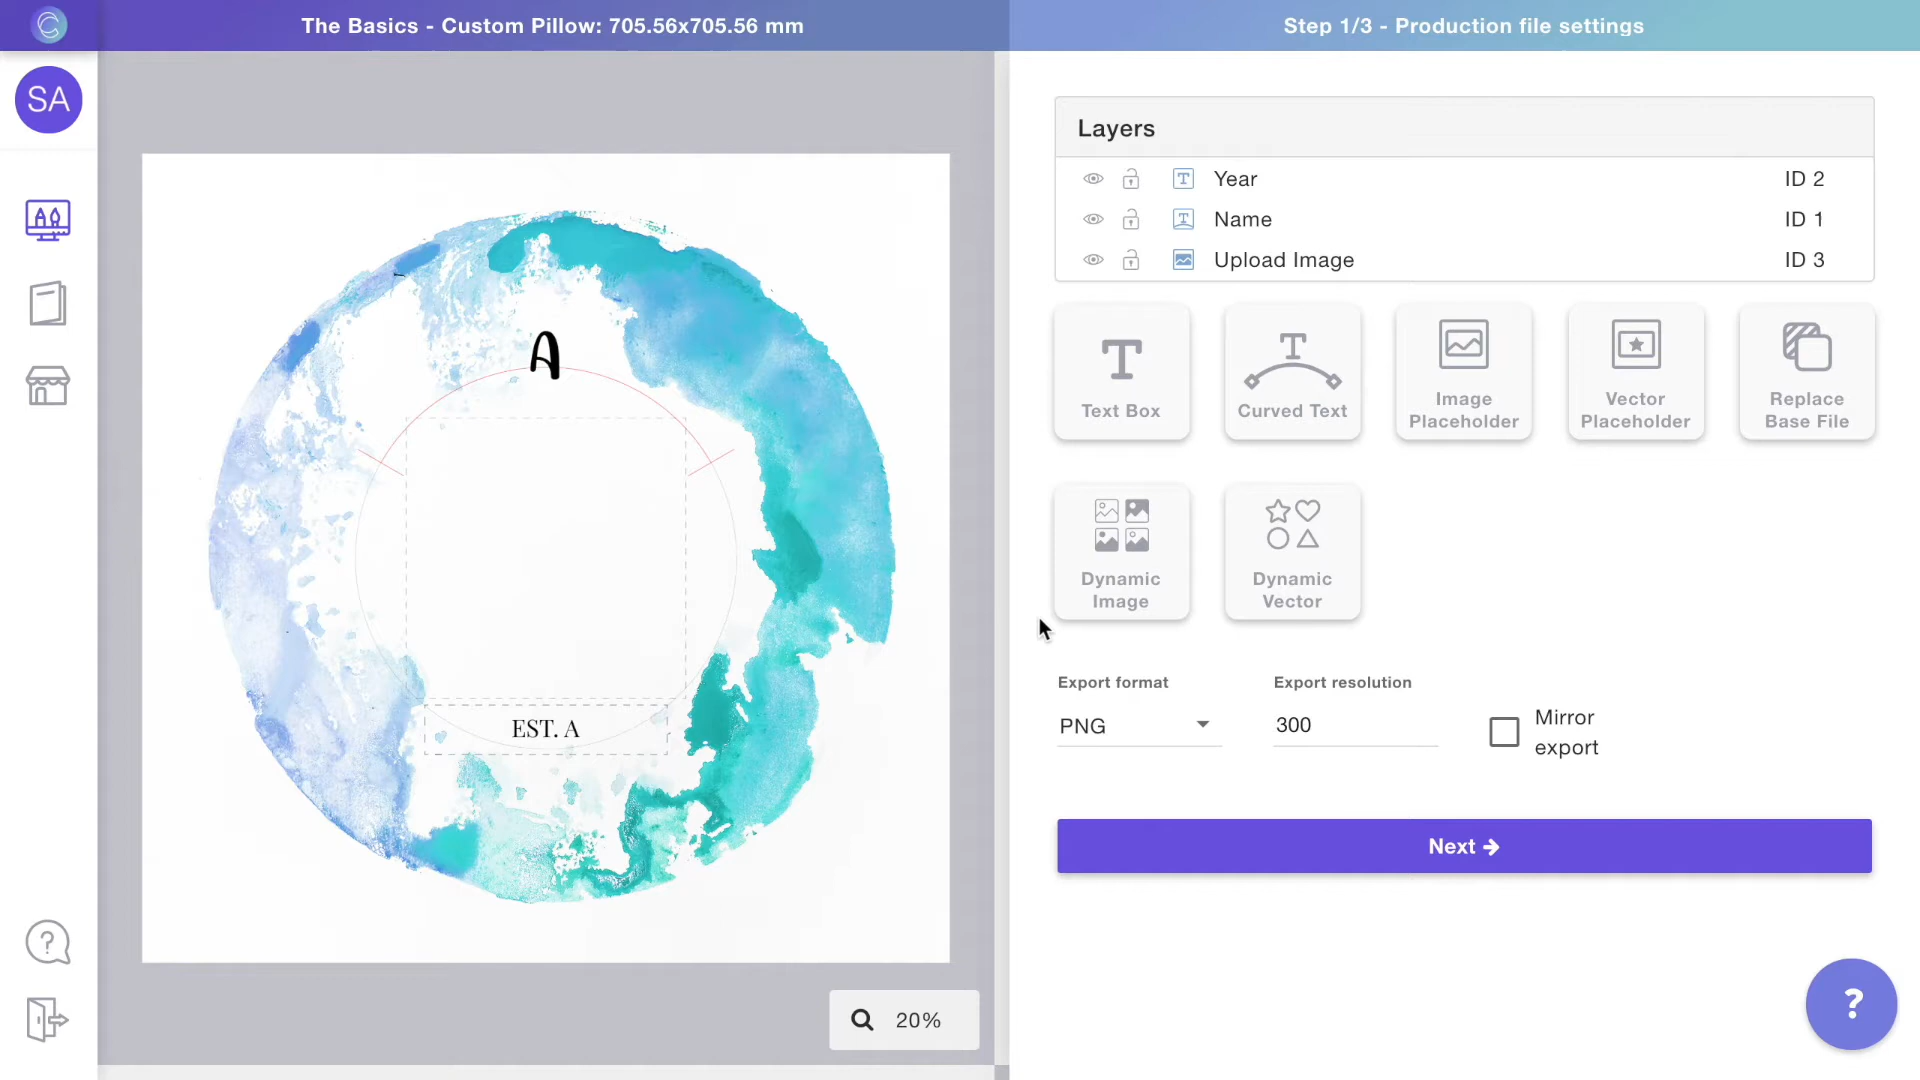 The Basics - Custom Pillow: 705.56x705.56 mm
Step 1/3 - Production file settings
SA
Layers
Year ID 2
Name ID 1
Upload Image ID 3
A
EST. A
Text Box
Curved Text
Image
Placeholder
Vector
Placeholder
Replace
Base File
Dynamic
Image
Dynamic
Vector
Export format
PNG
Export resolution
300
Mirror
export
Next
20%
?